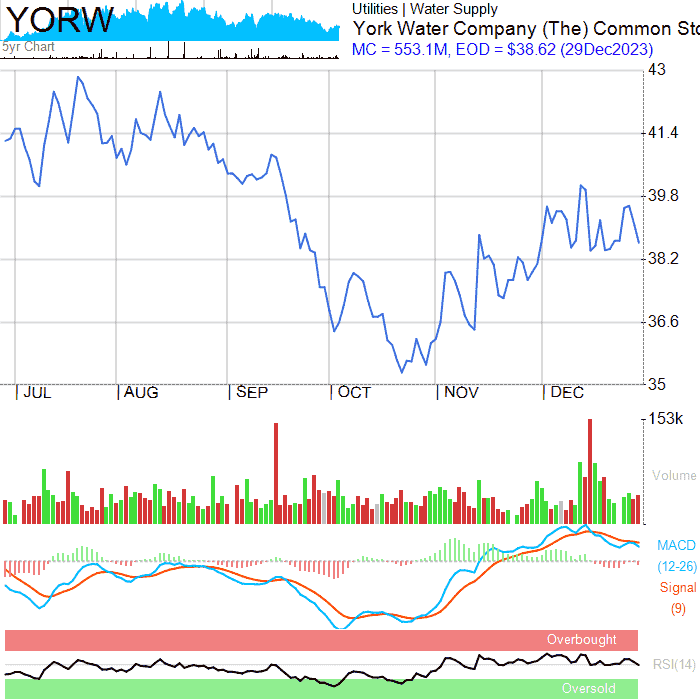 YORW
5yr Chart
Utilities | Water Supply
York Water Company (The) Common Sto
MC = 553.1M, EOD = $38.62 (29Dec2023)
43
41.4
39.8
38.2
36.6
35
JUL
AUG
SEP
OCT
NOV
DEC
153k
Volume
MACD
(12-26)
Signal
(9)
Overbought
RSI(14)
Oversold